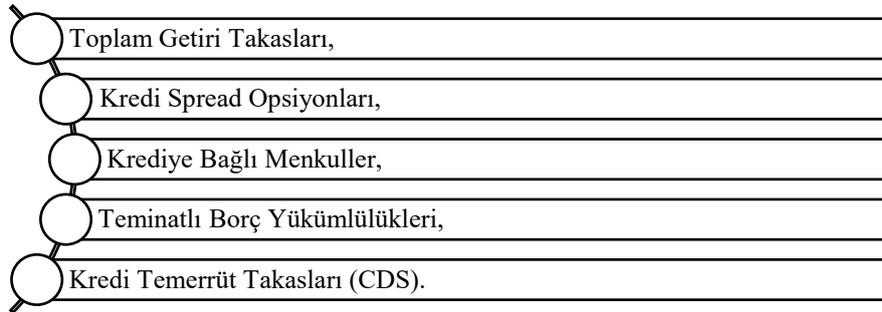 Toplam Getiri Takasları,
Kredi Spread Opsiyonları,
Krediye Bağlı Menkuller,
Teminatlı Borç Yükümlülükleri,
Kredi Temerrüt Takasları (CDS).